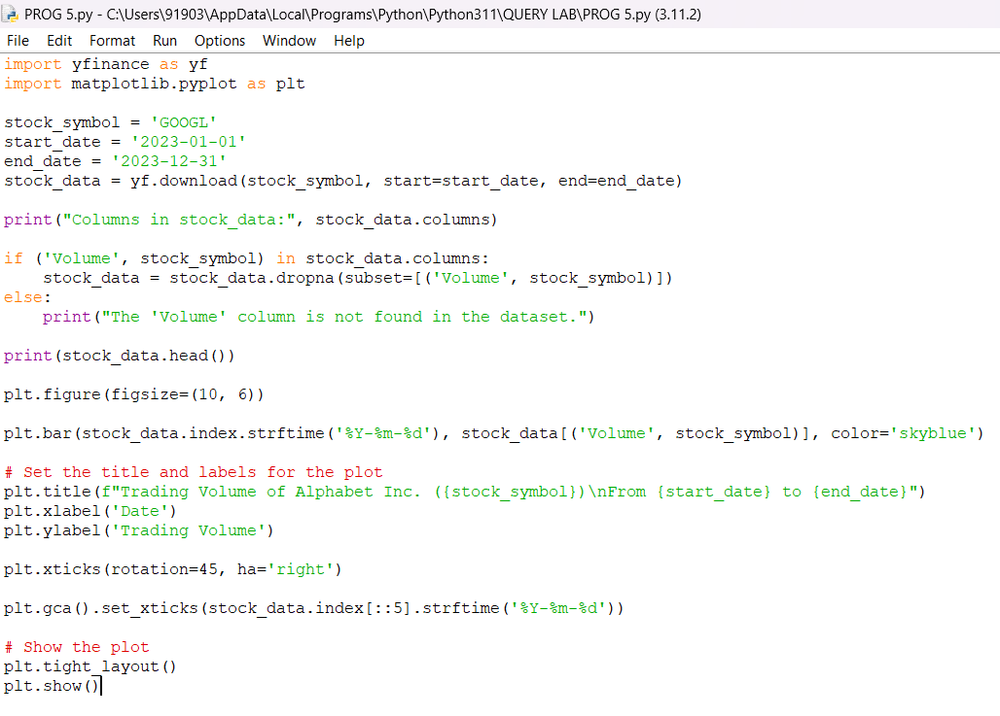 PROG 5.py - C:\Users\91903\AppData\Local\Programs\Python\Python311\QUERY LAB\PROG 5.py (3.11.2)
File Edit Format Run Options Window Help
import yfinance as yf
import matplotlib.pyplot as plt

stock_symbol = 'GOOGL'
start_date = '2023-01-01'
end_date = '2023-12-31'
stock_data = yf.download(stock_symbol, start=start_date, end=end_date)

print("Columns in stock_data:", stock_data.columns)

if ('Volume', stock_symbol) in stock_data.columns:
    stock_data = stock_data.dropna(subset=[('Volume', stock_symbol)])
else:
    print("The 'Volume' column is not found in the dataset.")

print(stock_data.head())

plt.figure(figsize=(10, 6))

plt.bar(stock_data.index.strftime('%Y-%m-%d'), stock_data[('Volume', stock_symbol)], color='skyblue')

# Set the title and labels for the plot
plt.title(f"Trading Volume of Alphabet Inc. ({stock_symbol})\nFrom {start_date} to {end_date}")
plt.xlabel('Date')
plt.ylabel('Trading Volume')

plt.xticks(rotation=45, ha='right')

plt.gca().set_xticks(stock_data.index[::5].strftime('%Y-%m-%d'))

# Show the plot
plt.tight_layout()
plt.show()